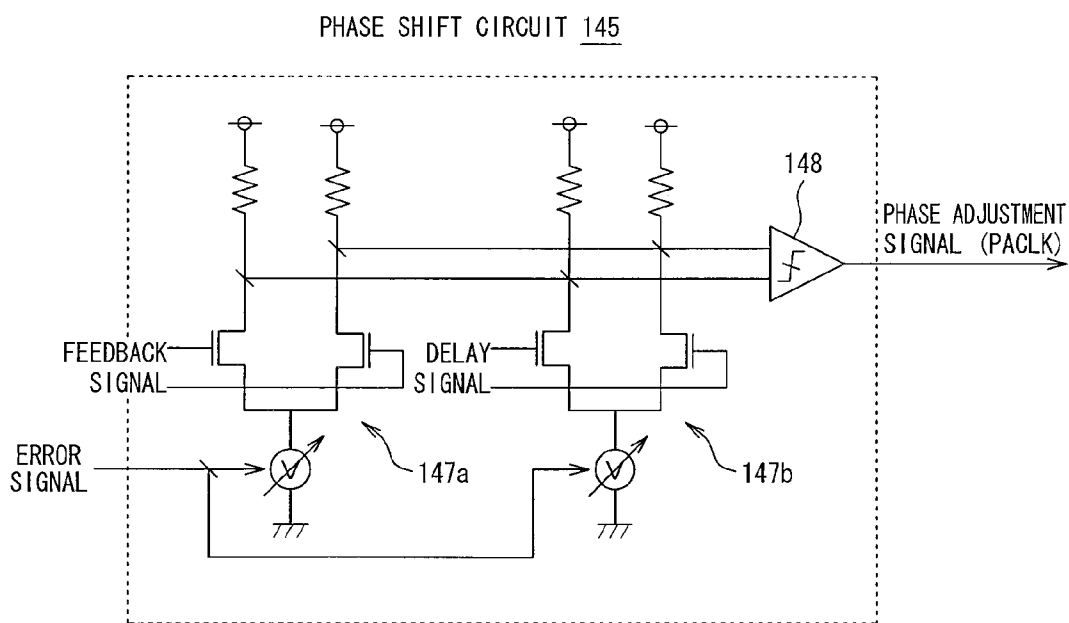 PHASE SHIFT CIRCUIT 145
148
PHASE ADJUSTMENT
SIGNAL (PACLK)
FEEDBACK
SIGNAL
DELAY
SIGNAL
ERROR
SIGNAL
V
147a
V
147b